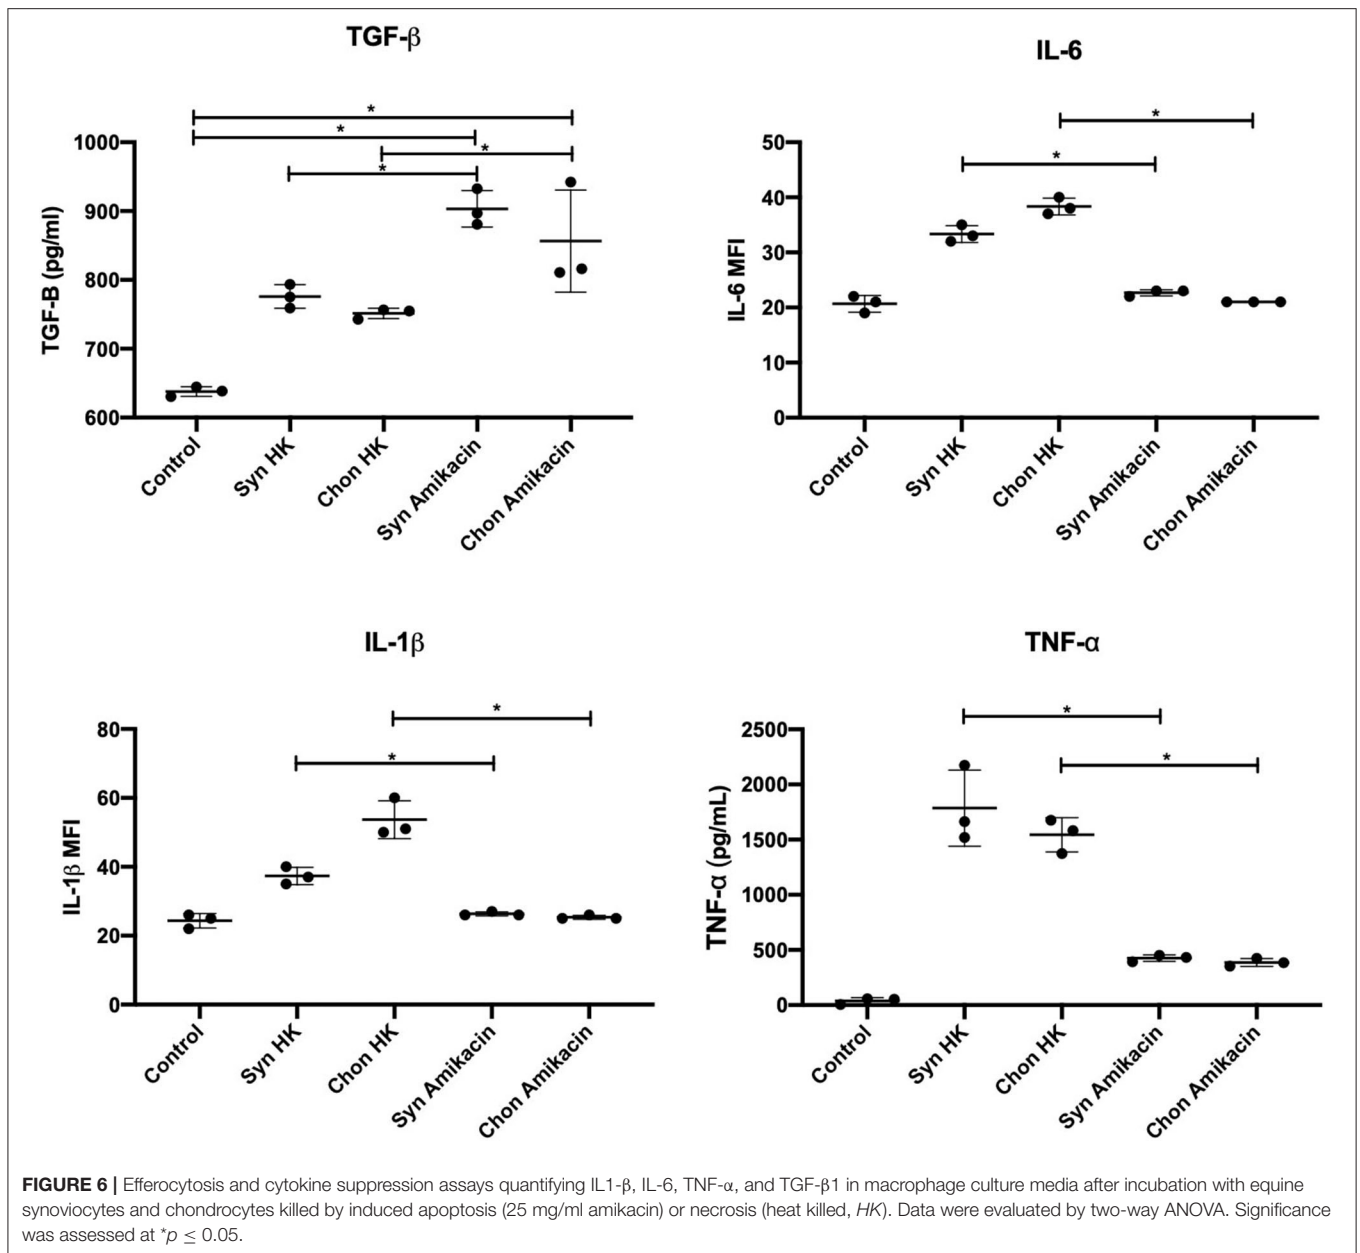 TGF-β
*
*
*
*
TGF-B (pg/ml)
1000
900
800
700
600
Control
Syn HK
Chon HK
Syn Amikacin
Chon Amikacin
IL-6
*
*
IL-6 MFI
50
40
30
20
10
0
Control
Syn HK
Chon HK
Syn Amikacin
Chon Amikacin
IL-1β
*
*
IL-1β MFI
80
60
40
20
0
Control
Syn HK
Chon HK
Syn Amikacin
Chon Amikacin
TNF-α
*
*
TNF-α (pg/mL)
2500
2000
1500
1000
500
0
Control
Syn HK
Chon HK
Syn Amikacin
Chon Amikacin
FIGURE 6 | Efferocytosis and cytokine suppression assays quantifying IL1-β, IL-6, TNF-α, and TGF-β1 in macrophage culture media after incubation with equine
synoviocytes and chondrocytes killed by induced apoptosis (25 mg/ml amikacin) or necrosis (heat killed, HK). Data were evaluated by two-way ANOVA. Significance
was assessed at *p ≤ 0.05.